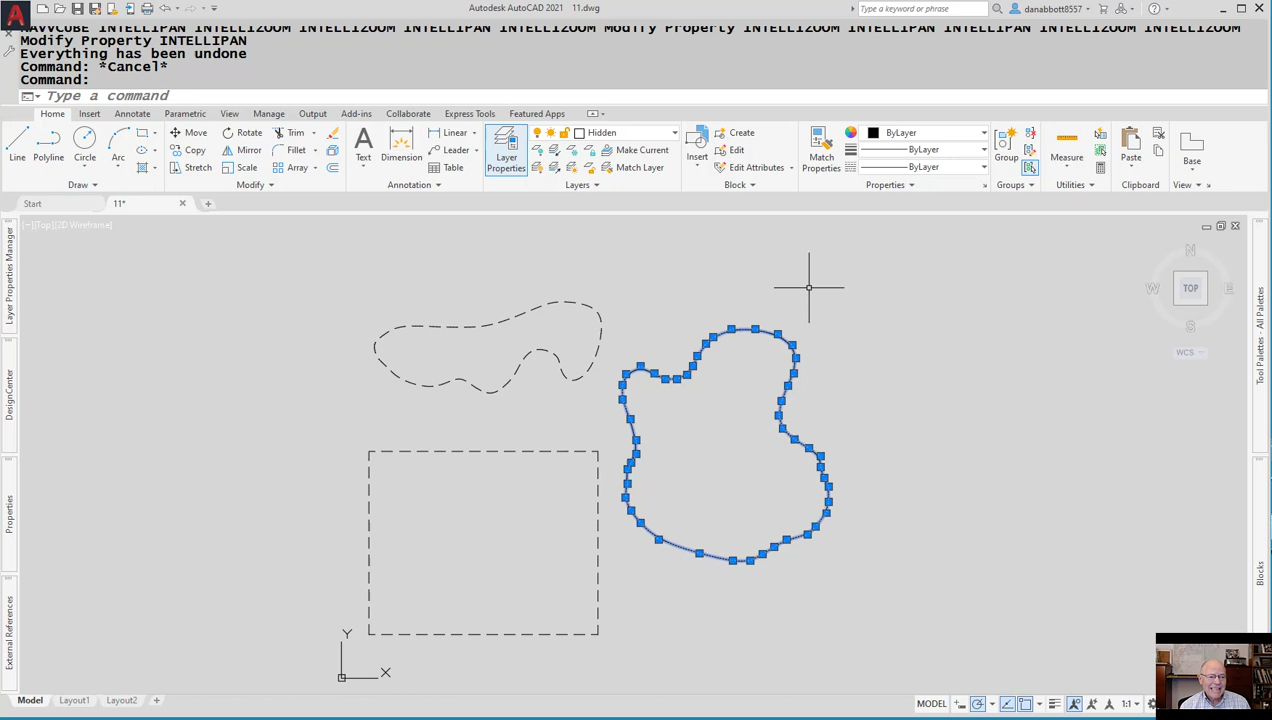 Autodesk AutoCAD 2021 11.dwg
Type a keyword or phrase
danabbott8557
NAVVCUBE INTELLIPAN INTELLIZOOM INTELLIZOOM INTELLIZOOM INTELLIZOOM Modify Property INTELLIPAN INTELLIZOOM INTELLIPAN INTELLIPAN INTELLIZOOM
Modify Property INTELLIPAN
Everything has been undone
Command: *Cancel*
Command:
Type a command
Home Insert Annotate Parametric View Manage Output Add-ins Collaborate Express Tools Featured Apps
Line Polyline Circle Arc
Move Rotate Trim
Copy Mirror Fillet
Stretch Scale Array
Text Dimension
Linear
Leader
Table
Layer Properties
Hidden
Make Current
Match Layer
Insert
Create
Edit
Edit Attributes
Match Properties
ByLayer
ByLayer
ByLayer
Group Measure Paste Base
Draw Modify Annotation Layers Block Properties Groups Utilities Clipboard View
Start 11*
[−][Top][2D Wireframe]
N
W TOP E
S
WCS
Layer Properties Manager
DesignCenter
Properties
External References
Tool Palettes - All Palettes
Blocks
Y
X
Model Layout1 Layout2
MODEL 1:1